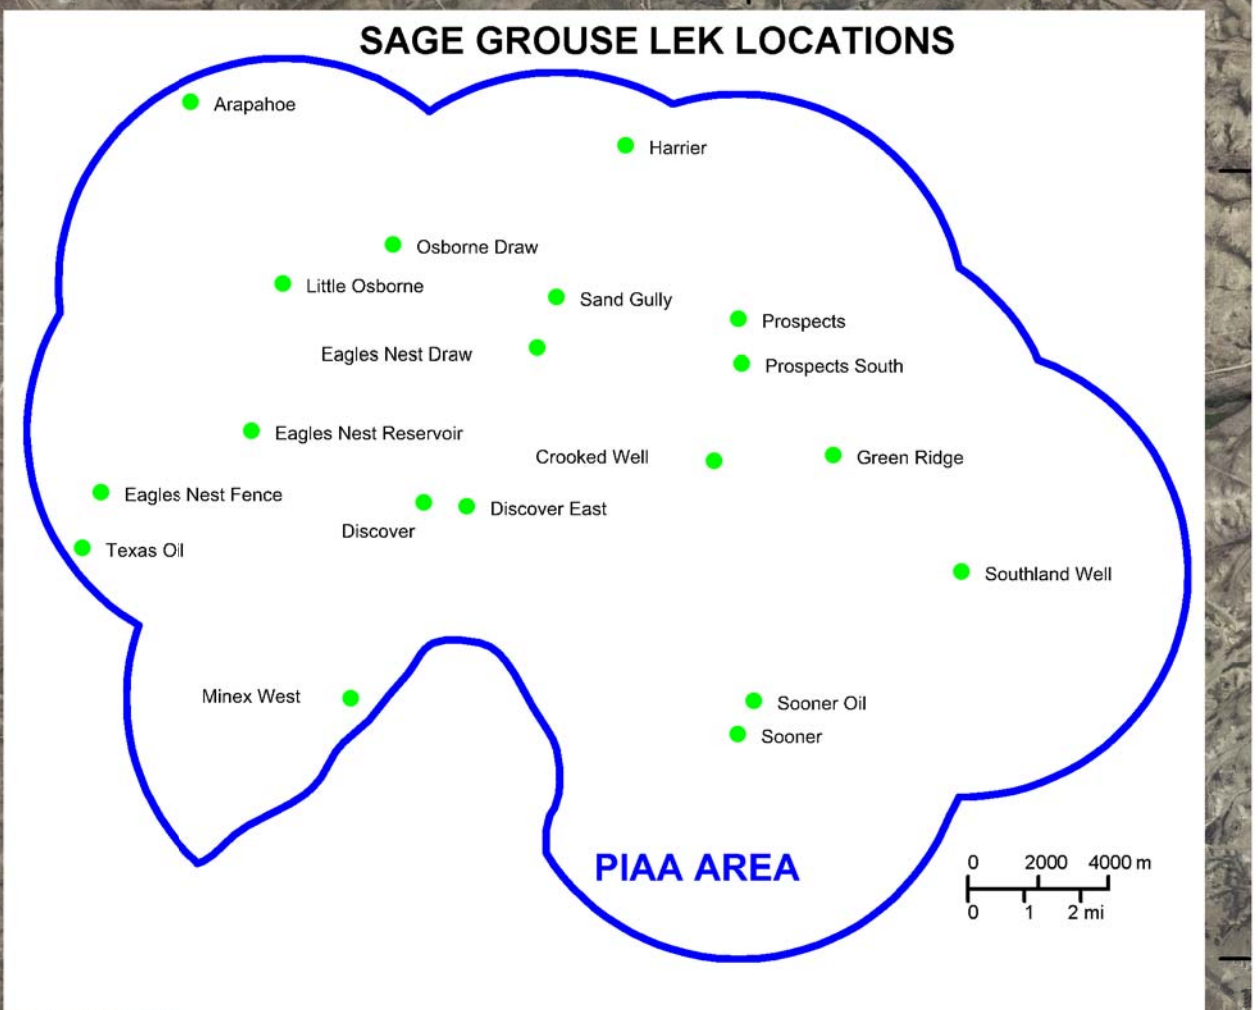 SAGE GROUSE LEK LOCATIONS
Arapahoe
Harrier
Osborne Draw
Little Osborne
Sand Gully
Prospects
Eagles Nest Draw
Prospects South
Eagles Nest Reservoir
Crooked Well
Green Ridge
Eagles Nest Fence
Discover East
Discover
Texas Oil
Southland Well
Minex West
Sooner Oil
Sooner
PIAA AREA
0 2000 4000 m
0 1 2 mi